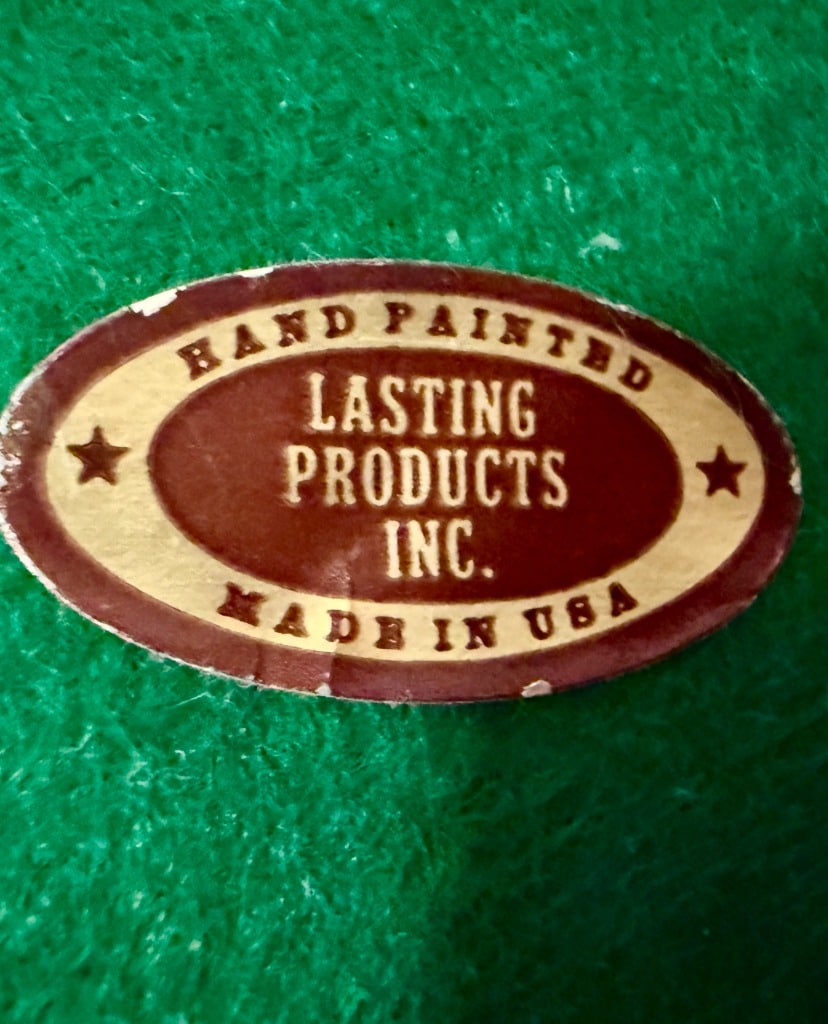 HAND PAINTED
LASTING
PRODUCTS
INC.
MADE IN USA